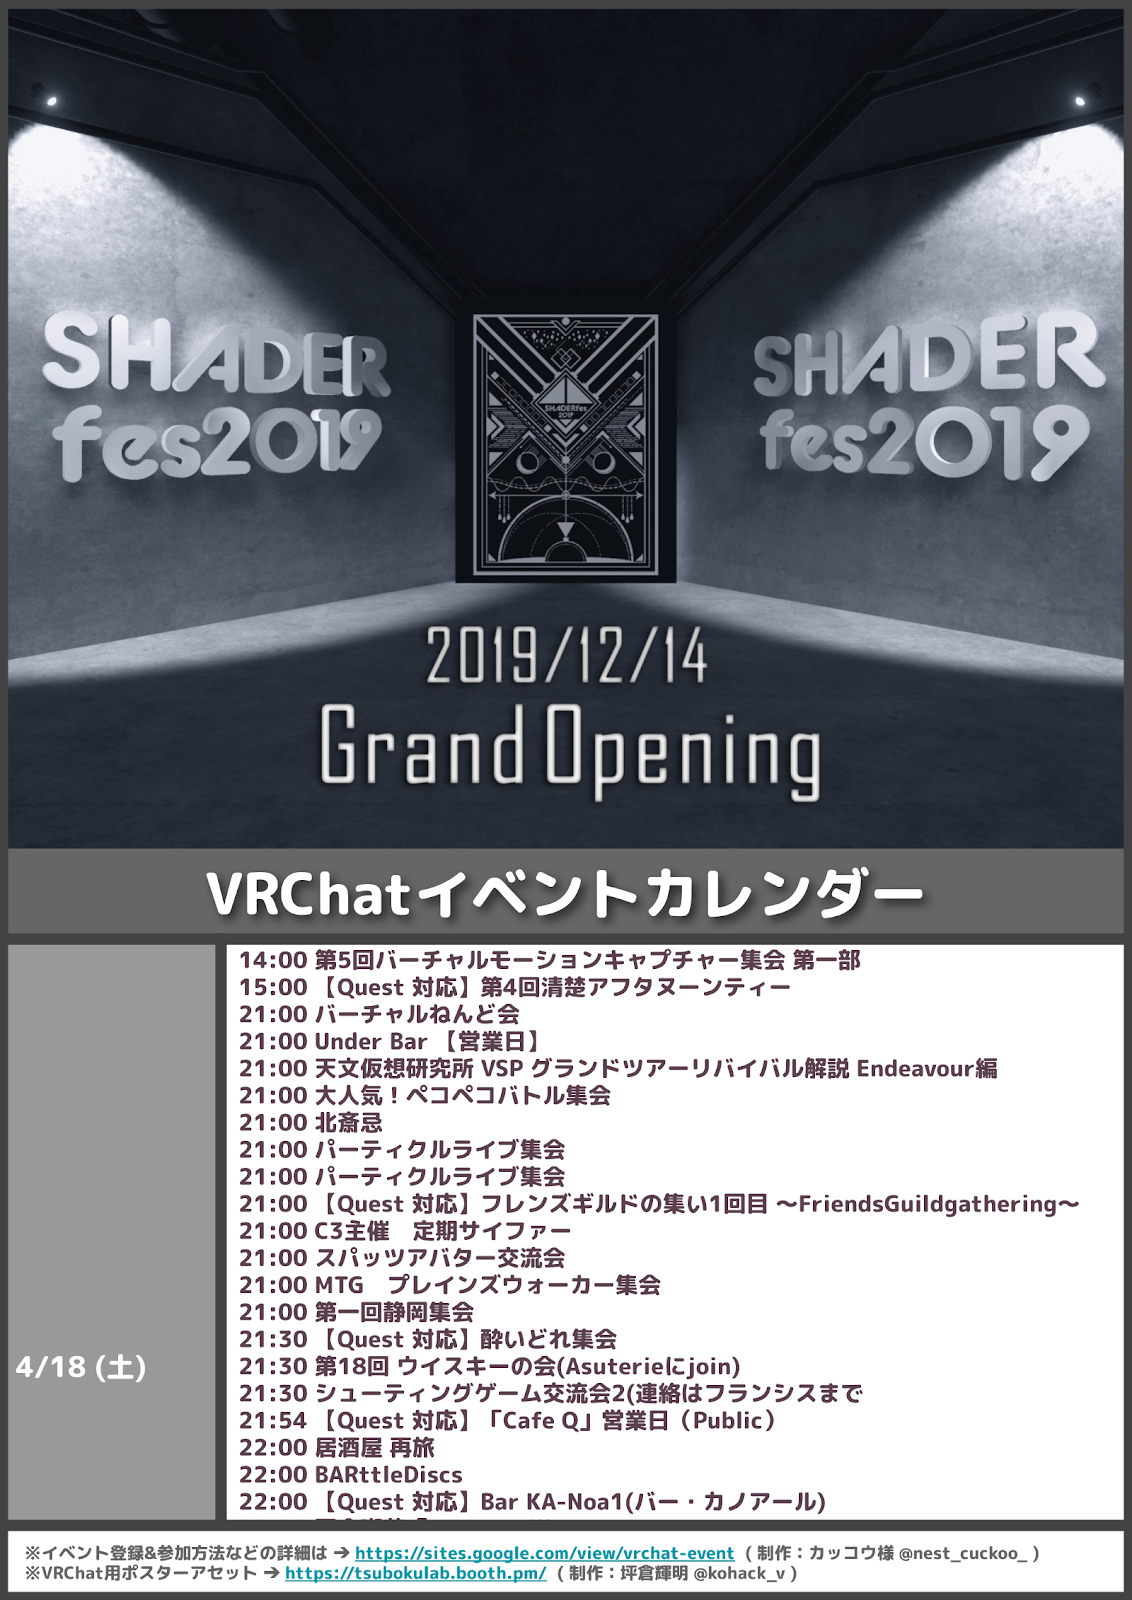 SHADER
fes2019
SHADER
fes2019
SHADERfes
2019
2019/12/14
Grand Opening
VRChatイベントカレンダー
4/18 (土)
14:00 第5回バーチャルモーションキャプチャー集会 第一部
15:00 【Quest 対応】第4回清楚アフタヌーンティー
21:00 バーチャルねんど会
21:00 Under Bar 【営業日】
21:00 天文仮想研究所 VSP グランドツアーリバイバル解説 Endeavour編
21:00 大人気！ペコペコバトル集会
21:00 北斎忌
21:00 パーティクルライブ集会
21:00 パーティクルライブ集会
21:00 【Quest 対応】フレンズギルドの集い1回目 〜FriendsGuildgathering〜
21:00 C3主催　定期サイファー
21:00 スパッツアバター交流会
21:00 MTG　プレインズウォーカー集会
21:00 第一回静岡集会
21:30 【Quest 対応】酔いどれ集会
21:30 第18回 ウイスキーの会(Asuterieにjoin)
21:30 シューティングゲーム交流会2(連絡はフランシスまで
21:54 【Quest 対応】「Cafe Q」営業日（Public）
22:00 居酒屋 再旅
22:00 BARttleDiscs
22:00 【Quest 対応】Bar KA-Noa1(バー・カノアール)
※イベント登録&参加方法などの詳細は ➔ https://sites.google.com/view/vrchat-event ( 制作：カッコウ様 @nest_cuckoo_ )
※VRChat用ポスターアセット ➔ https://tsubokulab.booth.pm/ ( 制作：坪倉輝明 @kohack_v )